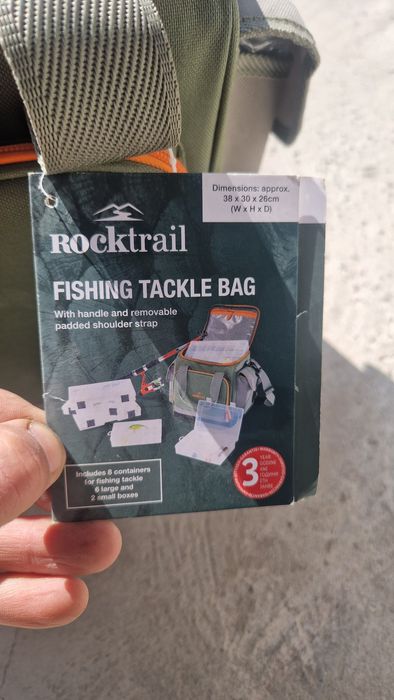 Dimensions: approx.
38 x 30 x 26cm
(W x H x D)
ROCktrail
FISHING TACKLE BAG
With handle and removable
padded shoulder strap
Includes 8 containers
for fishing tackle
6 large and
2 small boxes
3
YEAR